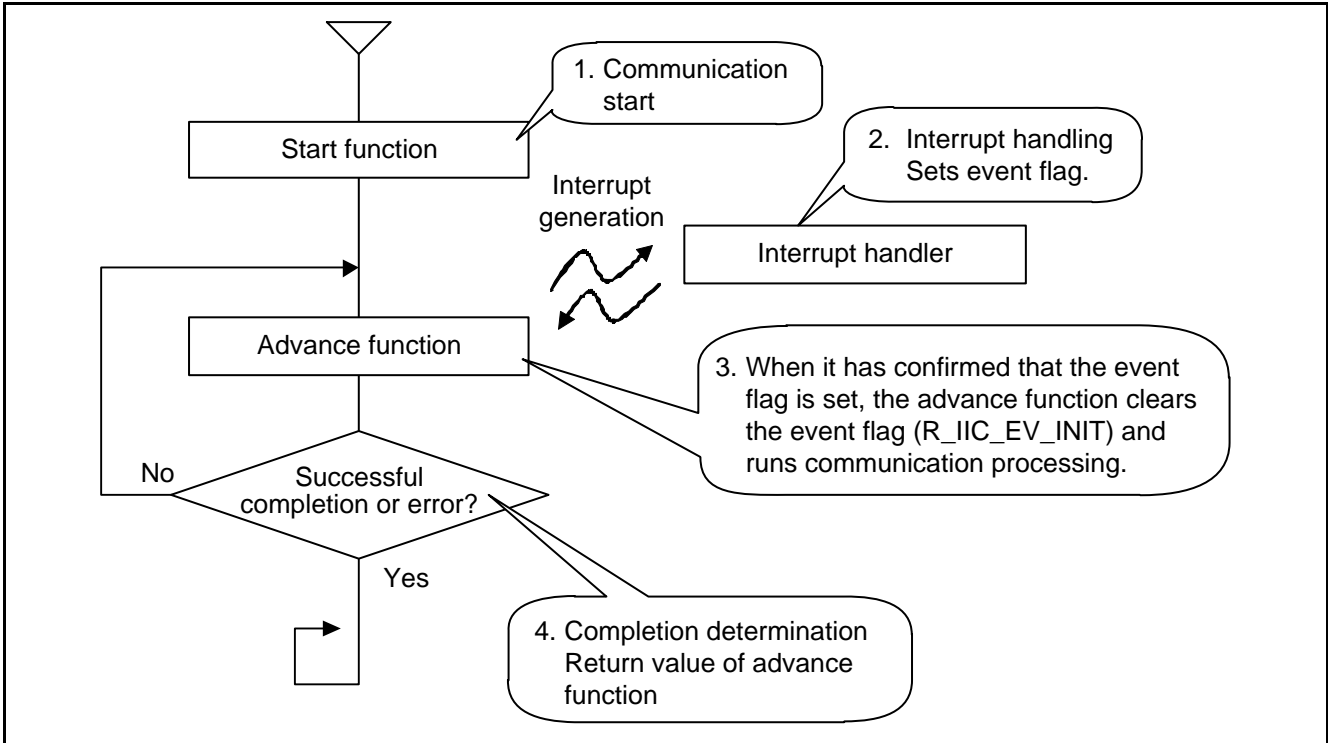 1. Communication
start
Start function
2. Interrupt handling
Sets event flag.
Interrupt
generation
Interrupt handler
Advance function
3. When it has confirmed that the event
flag is set, the advance function clears
the event flag (R_IIC_EV_INIT) and
runs communication processing.
No
Successful
completion or error?
Yes
4. Completion determination
Return value of advance
function